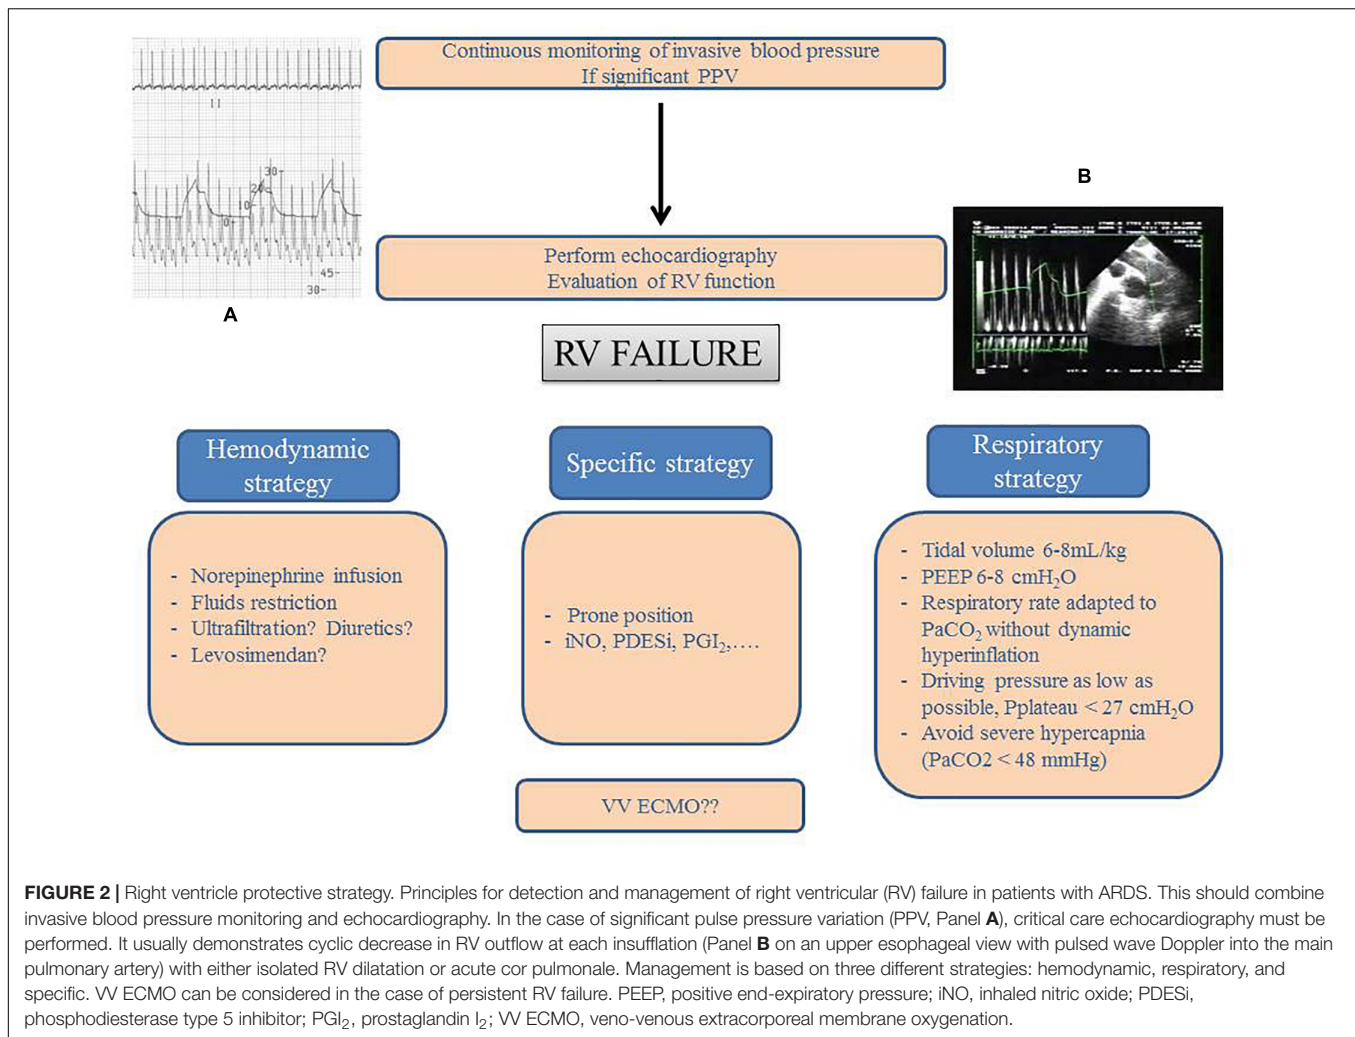 Continuous monitoring of invasive blood pressure
If significant PPV
II
30-
20-
10-
0-
45-
30-
A
B
Perform echocardiography
Evaluation of RV function
RV FAILURE
Hemodynamic
strategy
- Norepinephrine infusion
- Fluids restriction
- Ultrafiltration? Diuretics?
- Levosimendan?
Specific strategy
- Prone position
- iNO, PDESi, PGI₂,….
VV ECMO??
Respiratory
strategy
- Tidal volume 6-8mL/kg
- PEEP 6-8 cmH₂O
- Respiratory rate adapted to
PaCO₂ without dynamic
hyperinflation
- Driving pressure as low as
possible, Pplateau < 27 cmH₂O
- Avoid severe hypercapnia
(PaCO2 < 48 mmHg)
FIGURE 2 | Right ventricle protective strategy. Principles for detection and management of right ventricular (RV) failure in patients with ARDS. This should combine
invasive blood pressure monitoring and echocardiography. In the case of significant pulse pressure variation (PPV, Panel A), critical care echocardiography must be
performed. It usually demonstrates cyclic decrease in RV outflow at each insufflation (Panel B on an upper esophageal view with pulsed wave Doppler into the main
pulmonary artery) with either isolated RV dilatation or acute cor pulmonale. Management is based on three different strategies: hemodynamic, respiratory, and
specific. VV ECMO can be considered in the case of persistent RV failure. PEEP, positive end-expiratory pressure; iNO, inhaled nitric oxide; PDESi,
phosphodiesterase type 5 inhibitor; PGI₂, prostaglandin I₂; VV ECMO, veno-venous extracorporeal membrane oxygenation.